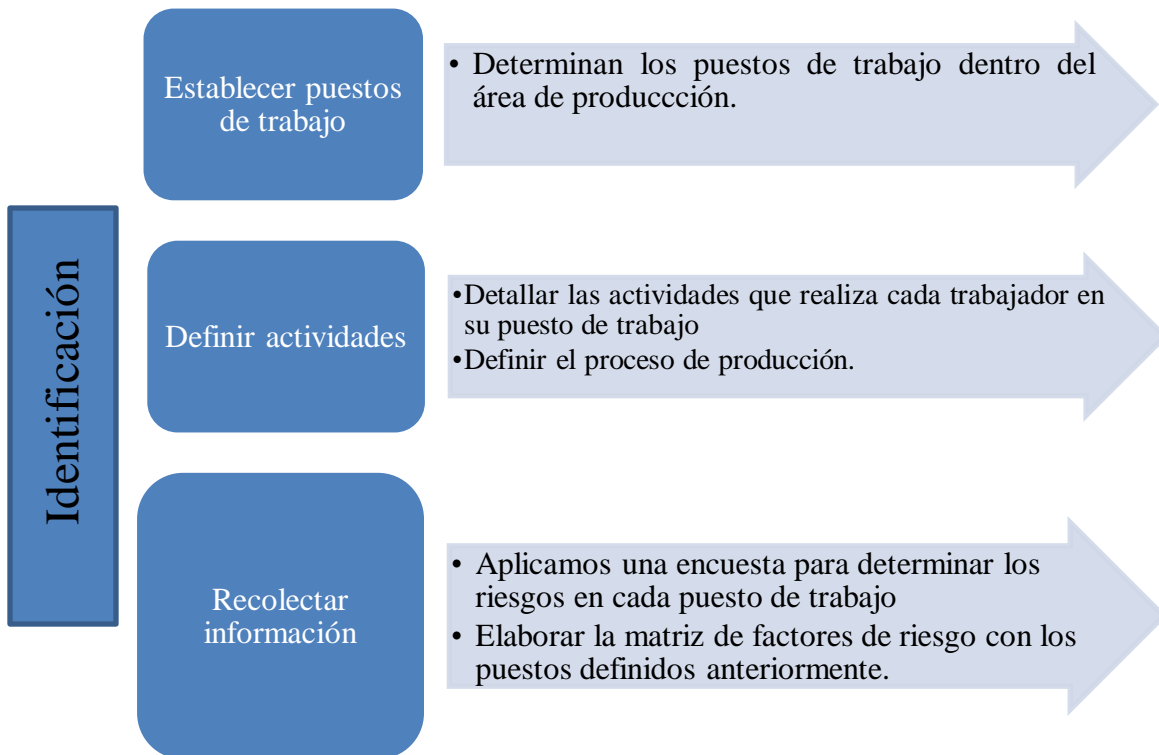 Identificación
Establecer puestos
de trabajo
• Determinan los puestos de trabajo dentro del
área de produccción.
Definir actividades
•Detallar las actividades que realiza cada trabajador en
su puesto de trabajo
•Definir el proceso de producción.
Recolectar
información
• Aplicamos una encuesta para determinar los
riesgos en cada puesto de trabajo
• Elaborar la matriz de factores de riesgo con los
puestos definidos anteriormente.